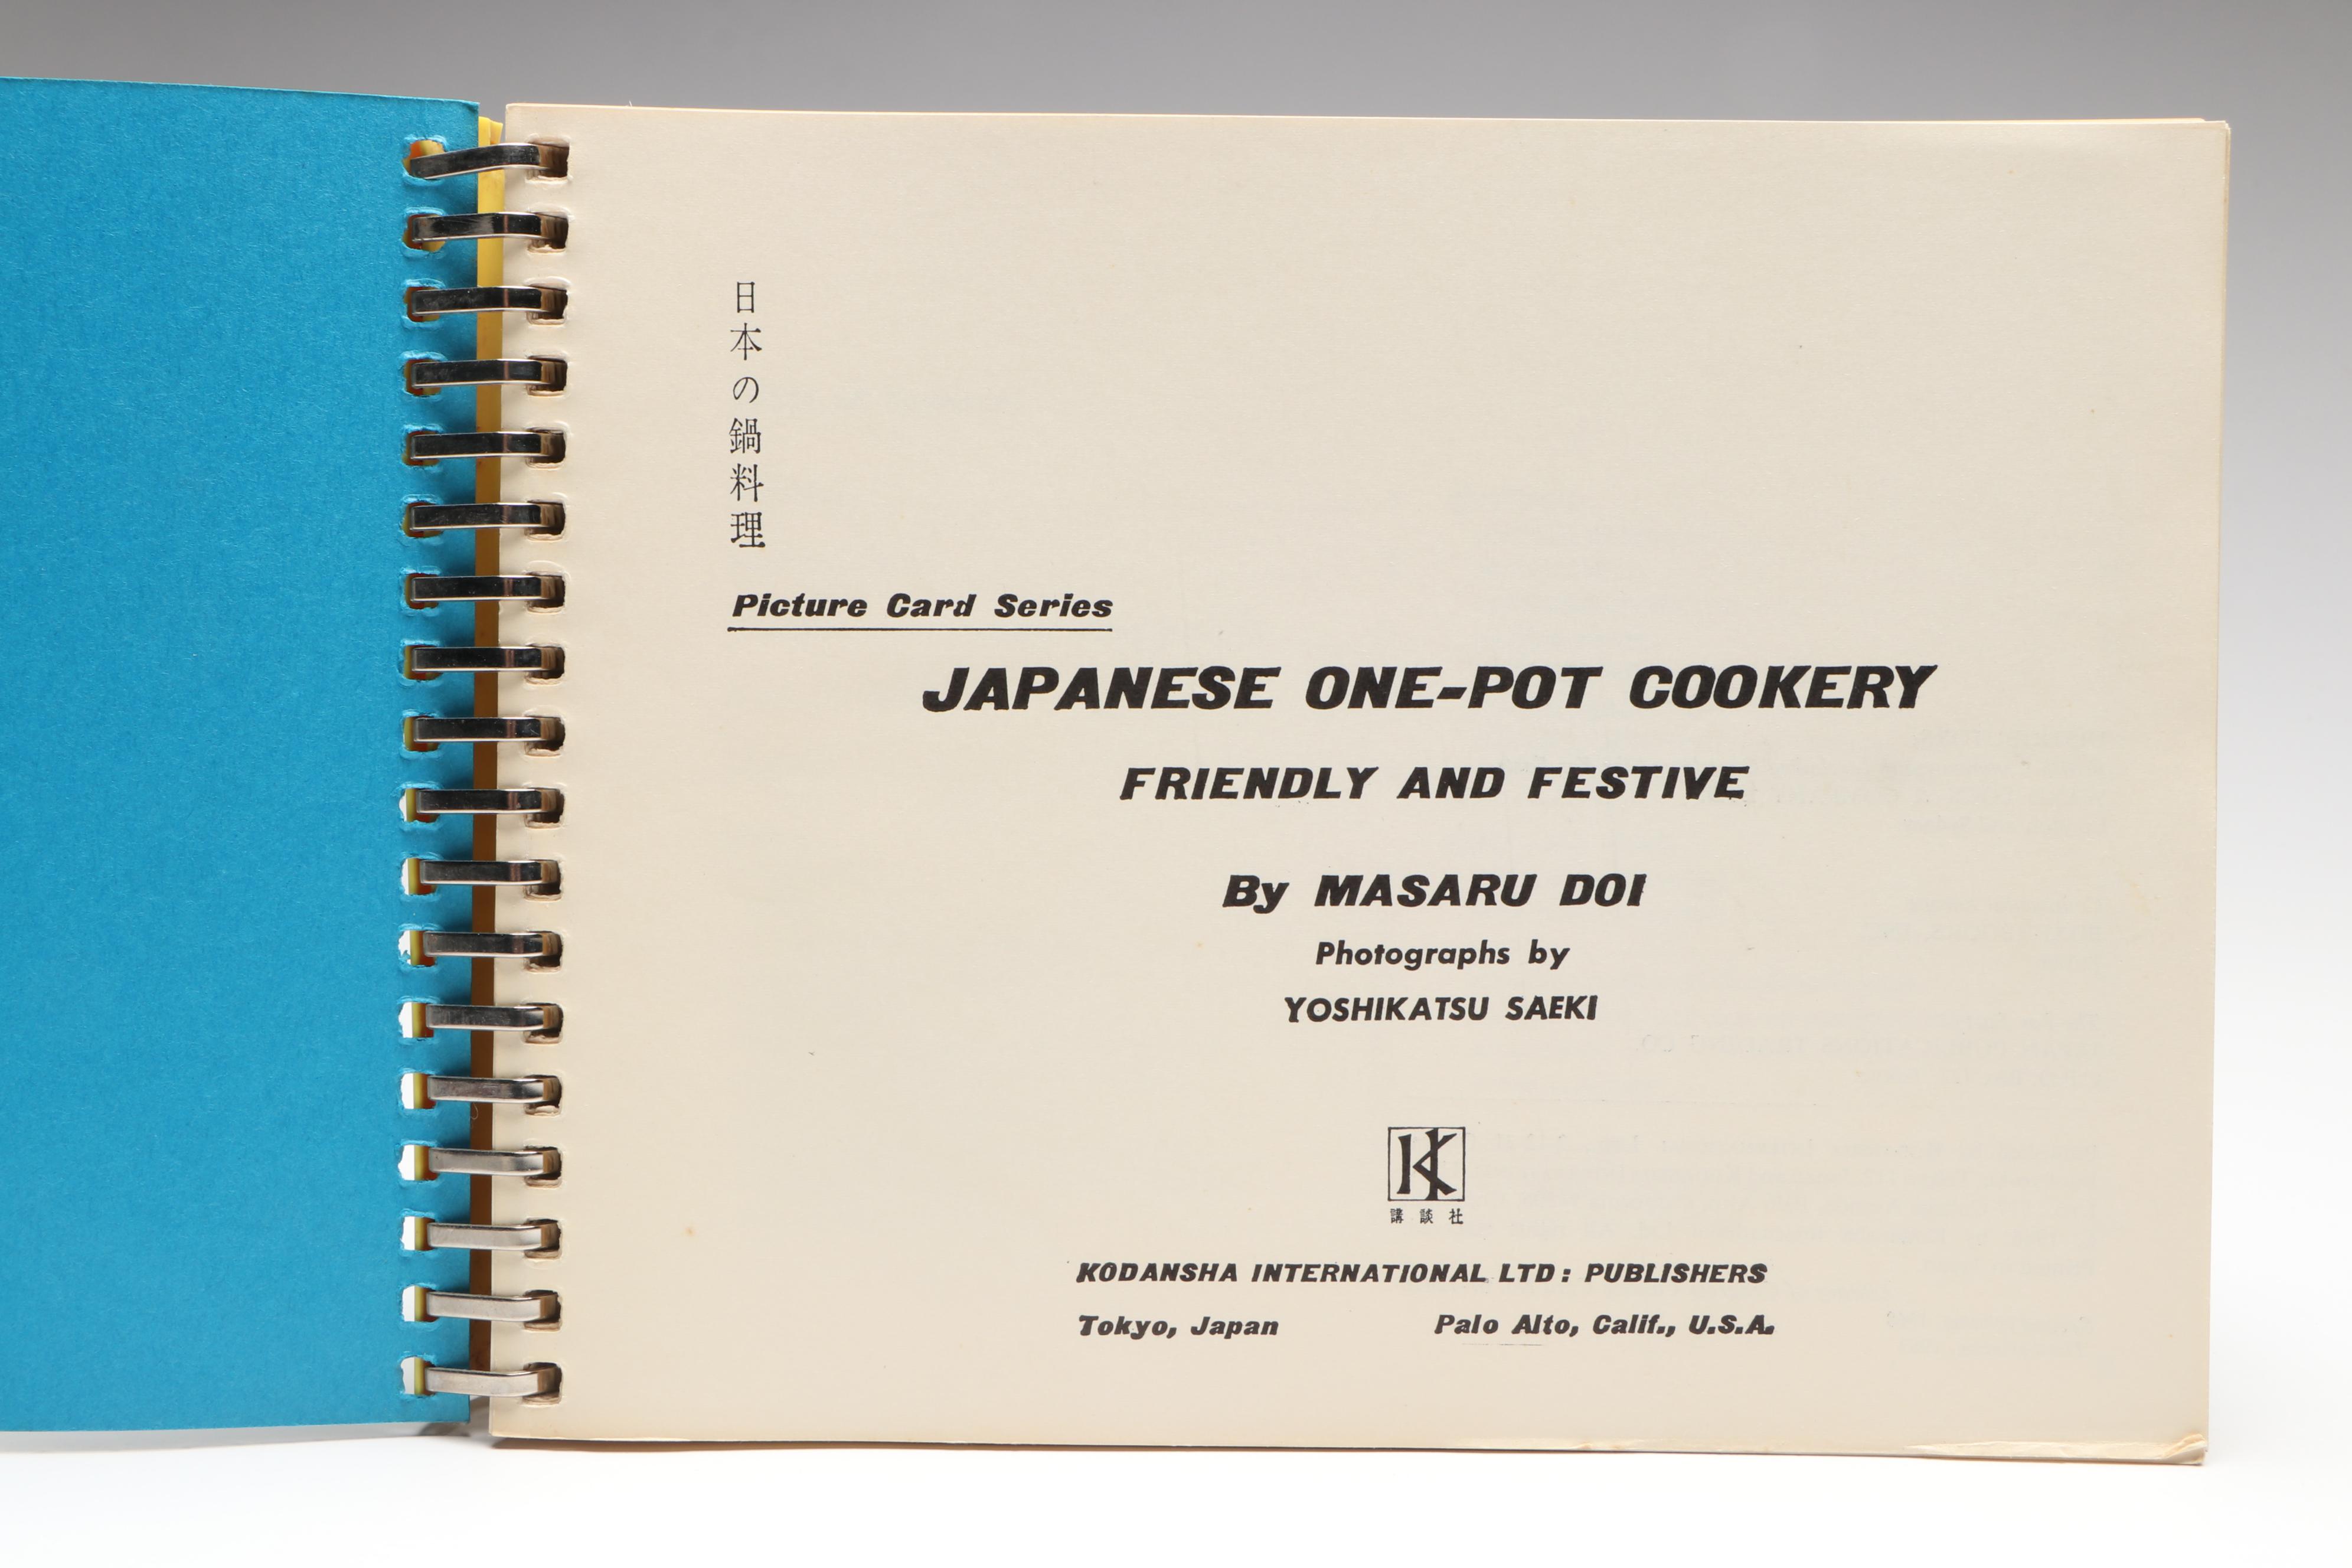 日本の鍋料理
Picture Card Series
JAPANESE ONE-POT COOKERY
FRIENDLY AND FESTIVE
By MASARU DOI
Photographs by
YOSHIKATSU SAEKI
K
講談社
KODANSHA INTERNATIONAL LTD: PUBLISHERS
Tokyo, Japan Palo Alto, Calif., U.S.A.